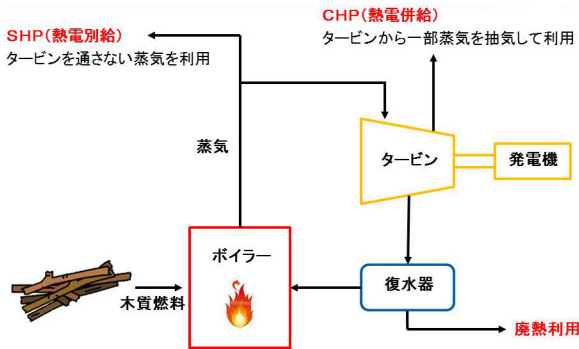 SHP(熱電別給)
タービンを通さない蒸気を利用
CHP(熱電併給)
タービンから一部蒸気を抽気して利用
蒸気
タービン
発電機
ボイラー
復水器
木質燃料
廃熱利用